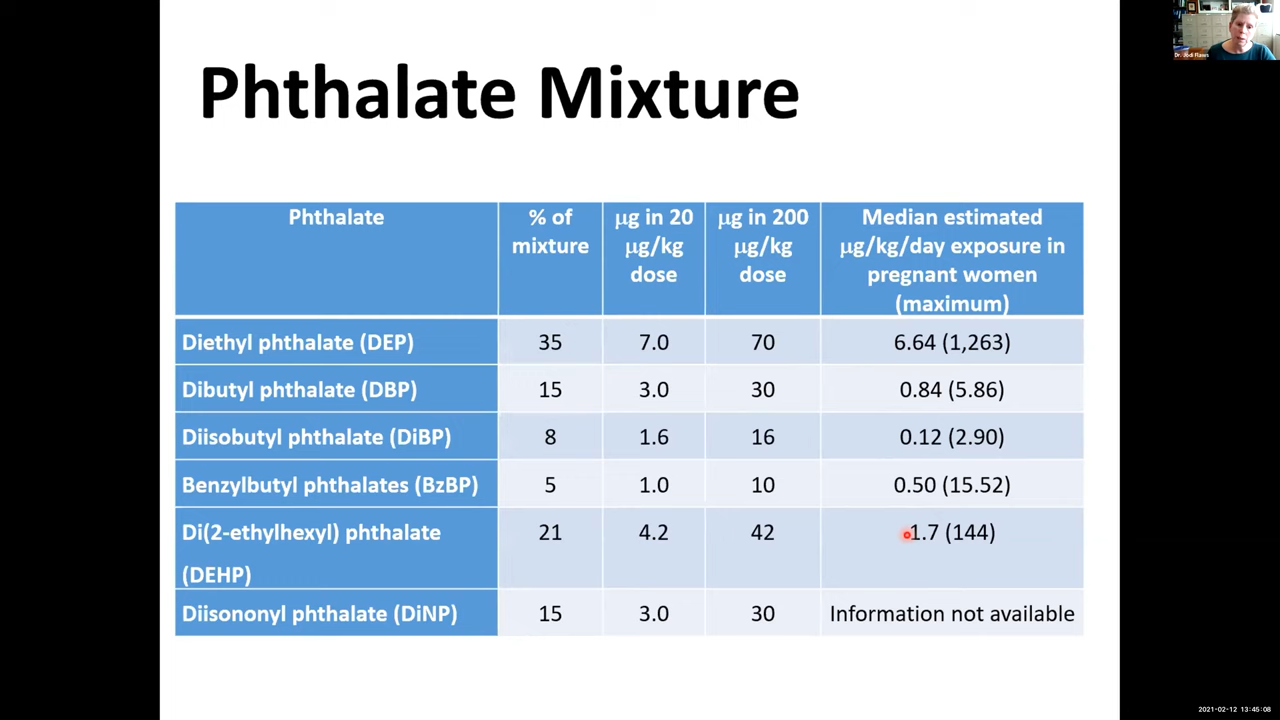 Phthalate Mixture
Phthalate
% of
mixture
μg in 20
μg/kg
dose
μg in 200
μg/kg
dose
Median estimated
μg/kg/day exposure in
pregnant women
(maximum)
Diethyl phthalate (DEP) 35 7.0 70 6.64 (1,263)
Dibutyl phthalate (DBP) 15 3.0 30 0.84 (5.86)
Diisobutyl phthalate (DiBP) 8 1.6 16 0.12 (2.90)
Benzylbutyl phthalates (BzBP) 5 1.0 10 0.50 (15.52)
Di(2-ethylhexyl) phthalate 21 4.2 42 1.7 (144)
(DEHP)
Diisononyl phthalate (DiNP) 15 3.0 30 Information not available
Dr. Jodi Flaws
2021-02-12 13:45:08